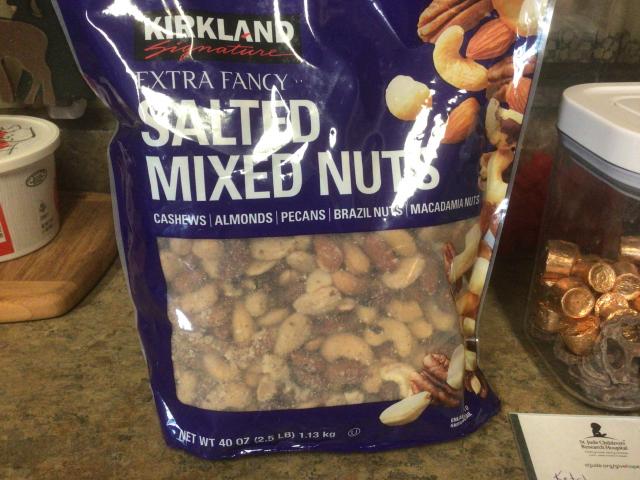 KIRKLAND
Signature
EXTRA FANCY
SALTED
MIXED NUTS
CASHEWS | ALMONDS | PECANS | BRAZIL NUTS | MACADAMIA NUTS
NET WT 40 OZ (2.5 LB) 1.13 kg
St. Jude Children's
Research Hospital